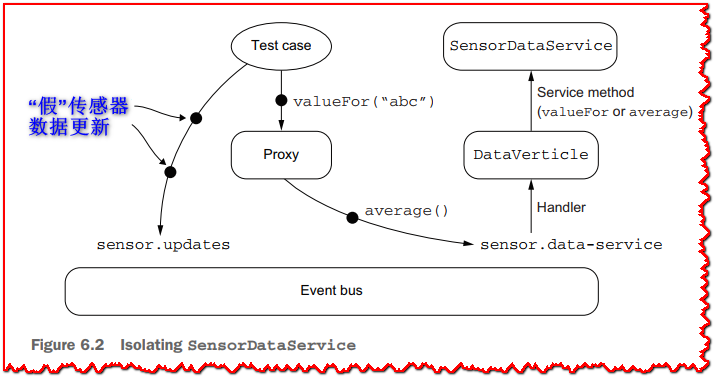 Test case
SensorDataService
“假”传感器
数据更新
valueFor(“abc”)
Service method
(valueFor or average)
Proxy
DataVerticle
average()
Handler
sensor.updates
sensor.data-service
Event bus
Figure 6.2 Isolating SensorDataService